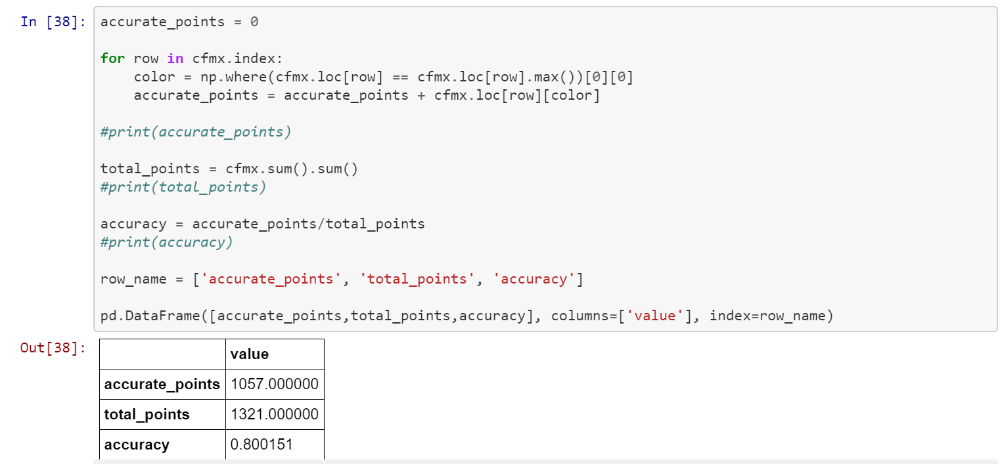 In [38]:
accurate_points = 0
for row in cfmx.index:
    color = np.where(cfmx.loc[row] == cfmx.loc[row].max())[0][0]
    accurate_points = accurate_points + cfmx.loc[row][color]
#print(accurate_points)
total_points = cfmx.sum().sum()
#print(total_points)
accuracy = accurate_points/total_points
#print(accuracy)
row_name = ['accurate_points', 'total_points', 'accuracy']
pd.DataFrame([accurate_points,total_points,accuracy], columns=['value'], index=row_name)
Out[38]:
value
accurate_points 1057.000000
total_points 1321.000000
accuracy 0.800151